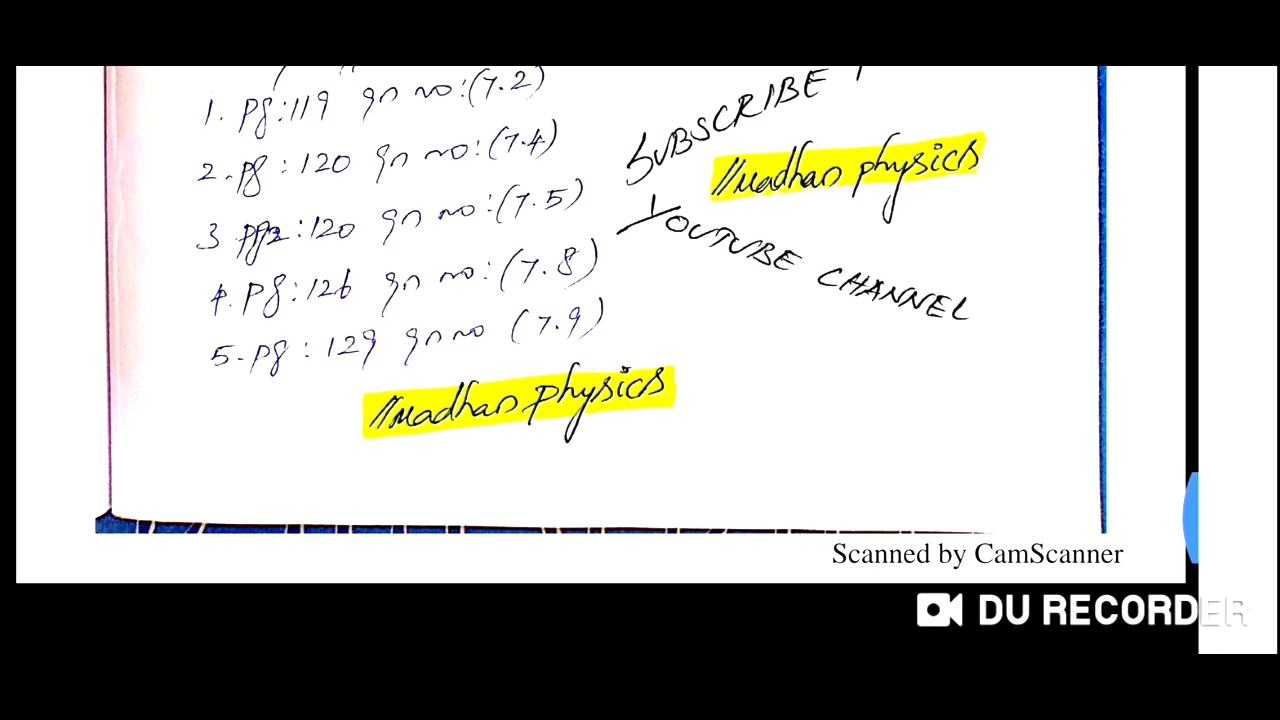 1. Pg:119 qn no:(7.2)
2. pg: 120 qn no:(7.4)
3 pg:120 qn no:(7.5)
4. pg:126 qn no:(7.8)
5. pg: 129 qn no (7.9)
//Madhan physics
SUBSCRIBE
//Madhan physics
YOUTUBE CHANNEL
Scanned by CamScanner
DU RECORDER